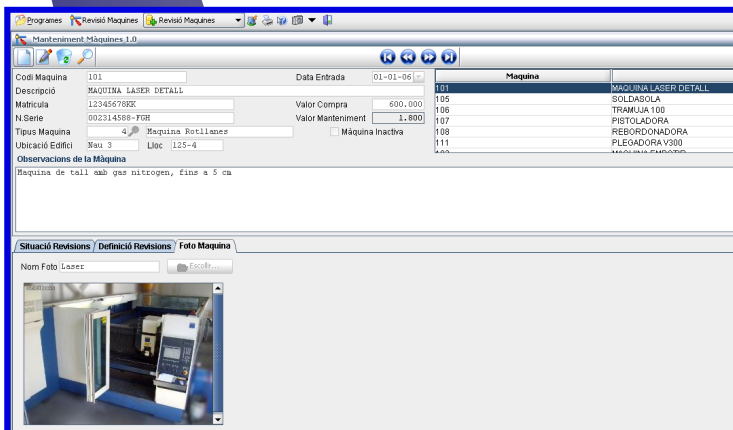 Programes Revisió Maquines Revisió Maquines
Manteniment Màquines 1.0
Codi Maquina 101 Data Entrada 01-01-06
Descripció MAQUINA LASER DETALL
Matricula 12345678KK Valor Compra 600.000
N.Serie 002314588-FGH Valor Manteniment 1.800
Tipus Maquina 4 Maquina Rotllanes Máquina Inactiva
Ubicació Edifici Nau 3 Lloc 125-4
Maquina
101 MAQUINA LASER DETALL
105 SOLDASOLA
106 TRAMUJA 100
107 PISTOLADORA
108 REBORDONADORA
111 PLEGADORA V300
Observacions de la Màquina
Maquina de tall amb gas nitrogen, fins a 5 cm
Situació Revisions Definició Revisions Foto Maquina
Nom Foto Laser Escollir...